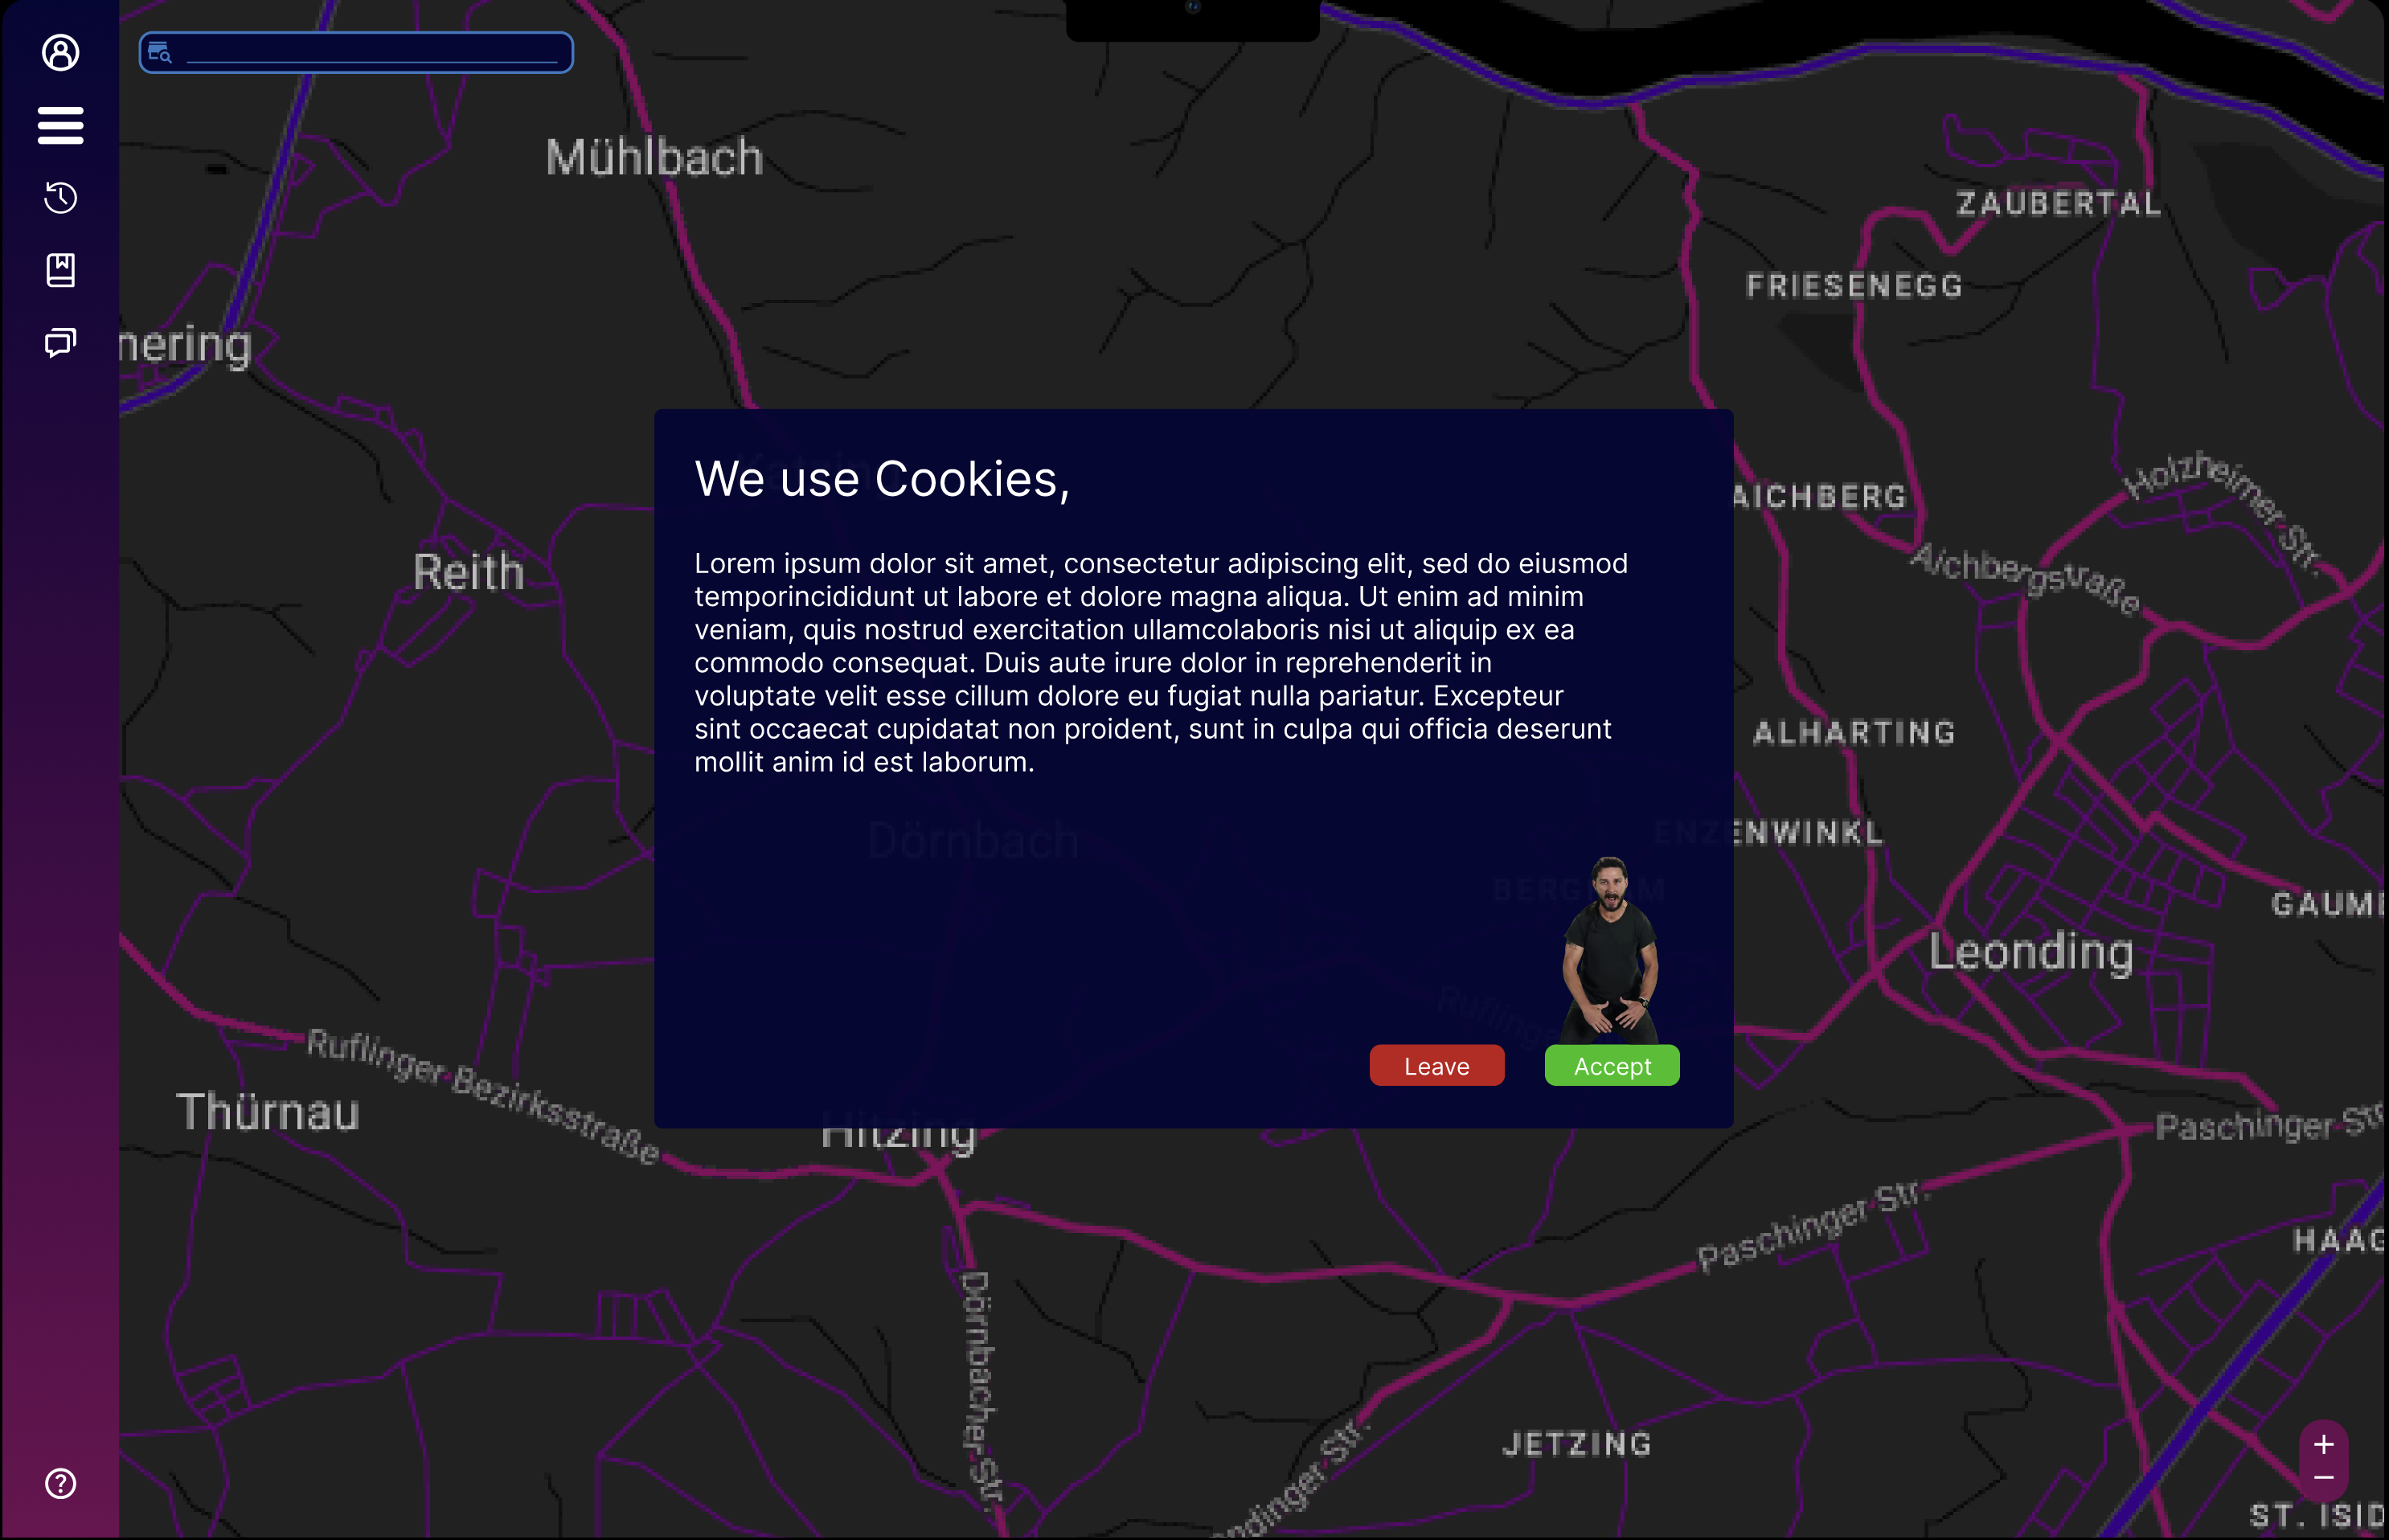 Mühlbach
ZAUBERTAL
FRIESENEGG
nering
We use Cookies,
AICHBERG
Holzheimer Str.
Aichbergstraße
Reith
Lorem ipsum dolor sit amet, consectetur adipiscing elit, sed do eiusmod
temporincididunt ut labore et dolore magna aliqua. Ut enim ad minim
veniam, quis nostrud exercitation ullamcolaboris nisi ut aliquip ex ea
commodo consequat. Duis aute irure dolor in reprehenderit in
voluptate velit esse cillum dolore eu fugiat nulla pariatur. Excepteur
sint occaecat cupidatat non proident, sunt in culpa qui officia deserunt
mollit anim id est laborum.
ALHARTING
Dörnbach
ENZENWINKL
GAUME
Leonding
Ruflinger Bezirksstraße
Leave
Accept
Thürnau
Hitzing
Paschinger Str
Paschinger Str.
HAAG
Dörnbacher Str.
JETZING
ndinger Str.
ST. ISID